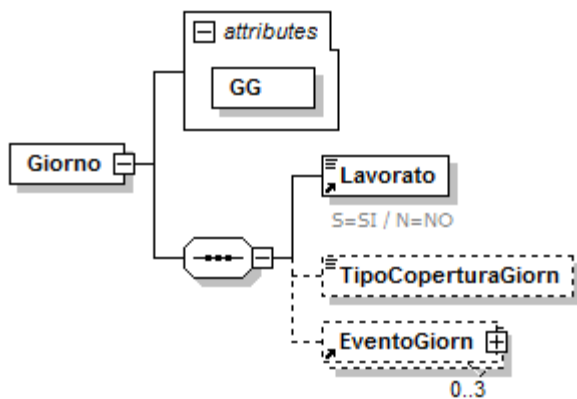 attributes
GG
Giorno
Lavorato
S=SI / N=NO
TipoCoperturaGiorn
EventoGiorn
0..3